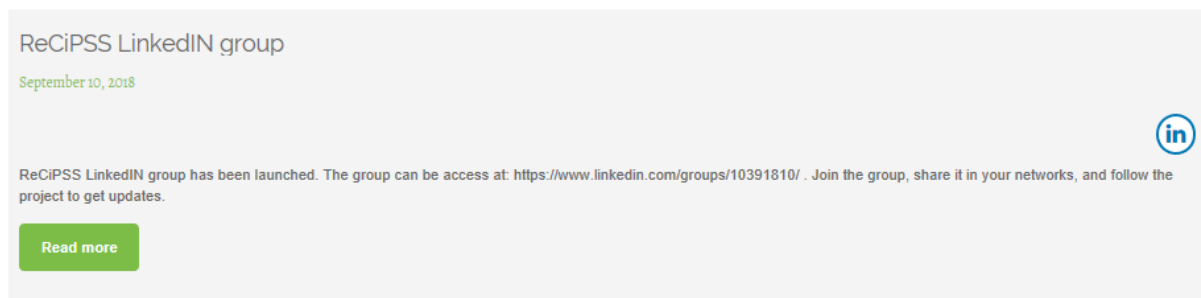 ReCiPSS LinkedIN group
September 10, 2018
in
ReCiPSS LinkedIN group has been launched. The group can be access at: https://www.linkedin.com/groups/10391810/ . Join the group, share it in your networks, and follow the
project to get updates.
Read more